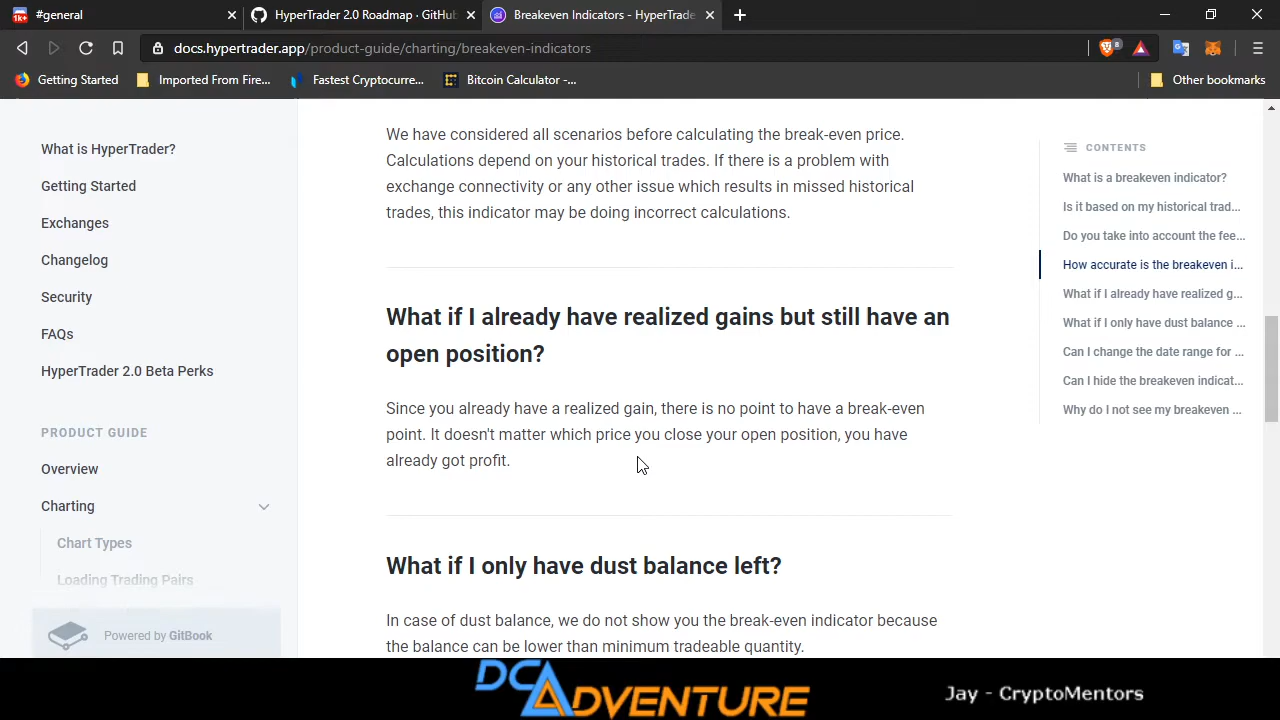 #general
HyperTrader 2.0 Roadmap · GitHub
Breakeven Indicators - HyperTrade
docs.hypertrader.app/product-guide/charting/breakeven-indicators
8
Getting Started
Imported From Fire...
Fastest Cryptocurre...
Bitcoin Calculator -...
Other bookmarks
What is HyperTrader?
Getting Started
Exchanges
Changelog
Security
FAQs
HyperTrader 2.0 Beta Perks
PRODUCT GUIDE
Overview
Charting
Chart Types
Loading Trading Pairs
Powered by GitBook
We have considered all scenarios before calculating the break-even price.
Calculations depend on your historical trades. If there is a problem with
exchange connectivity or any other issue which results in missed historical
trades, this indicator may be doing incorrect calculations.
What if I already have realized gains but still have an
open position?
Since you already have a realized gain, there is no point to have a break-even
point. It doesn't matter which price you close your open position, you have
already got profit.
What if I only have dust balance left?
In case of dust balance, we do not show you the break-even indicator because
the balance can be lower than minimum tradeable quantity.
CONTENTS
What is a breakeven indicator?
Is it based on my historical trad...
Do you take into account the fee...
How accurate is the breakeven i...
What if I already have realized g...
What if I only have dust balance ...
Can I change the date range for ...
Can I hide the breakeven indicat...
Why do I not see my breakeven ...
DCADVENTURE
Jay - CryptoMentors